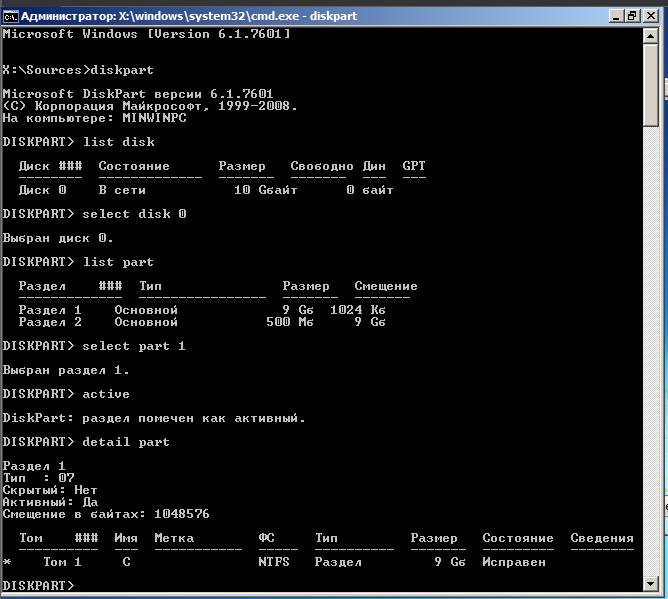 Администратор: X:\windows\system32\cmd.exe - diskpart
Microsoft Windows [Version 6.1.7601]
X:\Sources>diskpart
Microsoft DiskPart версии 6.1.7601
(C) Корпорация Майкрософт, 1999-2008.
На компьютере: MINWINPC
DISKPART> list disk
Диск ### Состояние Размер Свободно Дин GPT
-------- ------------- ------- ------- --- ---
Диск 0 В сети 10 Gбайт 0 байт
DISKPART> select disk 0
Выбран диск 0.
DISKPART> list part
Раздел ### Тип Размер Смещение
------------- ---------------- ------- -------
Раздел 1 Основной 9 Gб 1024 Kб
Раздел 2 Основной 500 Mб 9 Gб
DISKPART> select part 1
Выбран раздел 1.
DISKPART> active
DiskPart: раздел помечен как активный.
DISKPART> detail part
Раздел 1
Тип : 07
Скрытый: Нет
Активный: Да
Смещение в байтах: 1048576
Том ### Имя Метка ФС Тип Размер Состояние Сведения
---------- --- ----------- ----- ---------- ------- --------- --------
* Том 1 C NTFS Раздел 9 Gб Исправен
DISKPART>